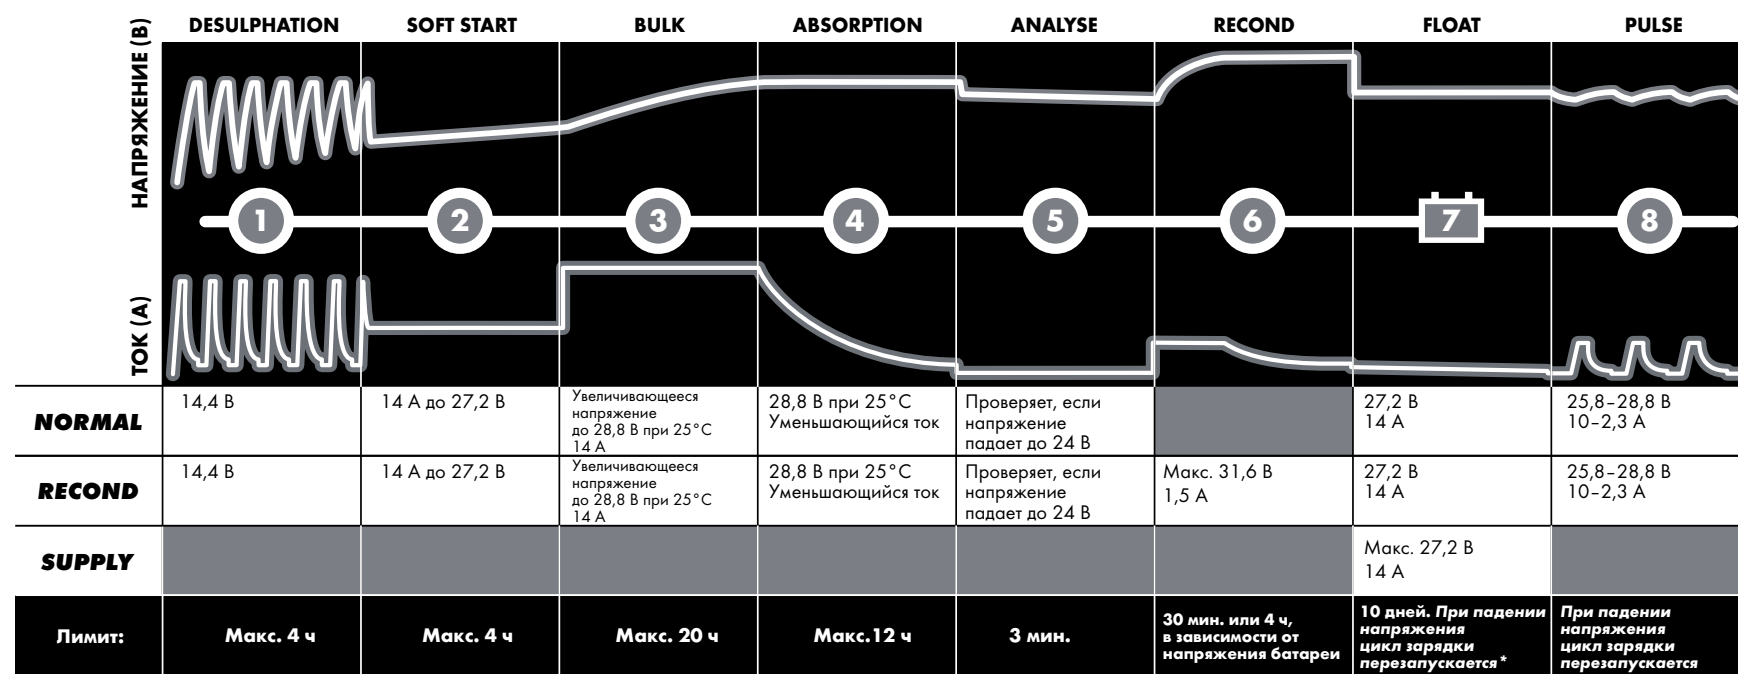 DESULPHATION SOFT START BULK ABSORPTION ANALYSE RECOND FLOAT PULSE
НАПРЯЖЕНИЕ (В)
1 2 3 4 5 6 7 8
ТОК (А)
NORMAL
14,4 В
14 А до 27,2 В
Увеличивающееся
напряжение
до 28,8 В при 25°C
14 А
28,8 В при 25°C
Уменьшающийся ток
Проверяет, если
напряжение
падает до 24 В
27,2 В
14 А
25,8–28,8 В
10–2,3 А
RECOND
14,4 В
14 А до 27,2 В
Увеличивающееся
напряжение
до 28,8 В при 25°C
14 А
28,8 В при 25°C
Уменьшающийся ток
Проверяет, если
напряжение
падает до 24 В
Макс. 31,6 В
1,5 А
27,2 В
14 А
25,8–28,8 В
10–2,3 А
SUPPLY
Макс. 27,2 В
14 А
Лимит:
Макс. 4 ч
Макс. 4 ч
Макс. 20 ч
Макс.12 ч
3 мин.
30 мин. или 4 ч,
в зависимости от
напряжения батареи
10 дней. При падении
напряжения
цикл зарядки
перезапускается*
При падении
напряжения
цикл зарядки
перезапускается